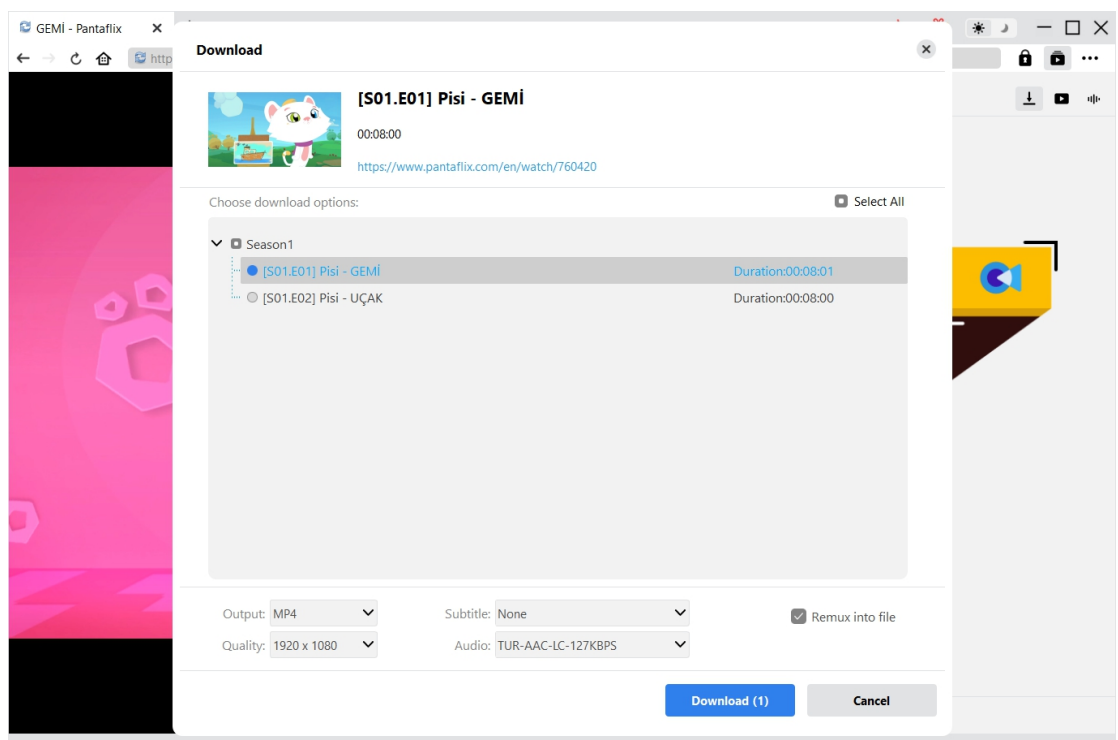 GEMİ - Pantaflix
http
Download
[S01.E01] Pisi - GEMİ
00:08:00
https://www.pantaflix.com/en/watch/760420
Choose download options:
Select All
Season1
[S01.E01] Pisi - GEMİ Duration:00:08:01
[S01.E02] Pisi - UÇAK Duration:00:08:00
Output: MP4 Subtitle: None Remux into file
Quality: 1920 x 1080 Audio: TUR-AAC-LC-127KBPS
Download (1) Cancel